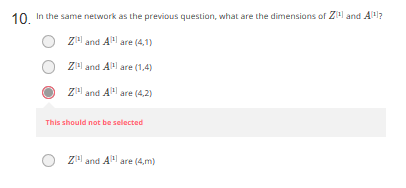 10. In the same network as the previous question, what are the dimensions of Z[1] and A[1]?
Z[1] and A[1] are (4,1)
Z[1] and A[1] are (1,4)
Z[1] and A[1] are (4,2)
This should not be selected
Z[1] and A[1] are (4,m)